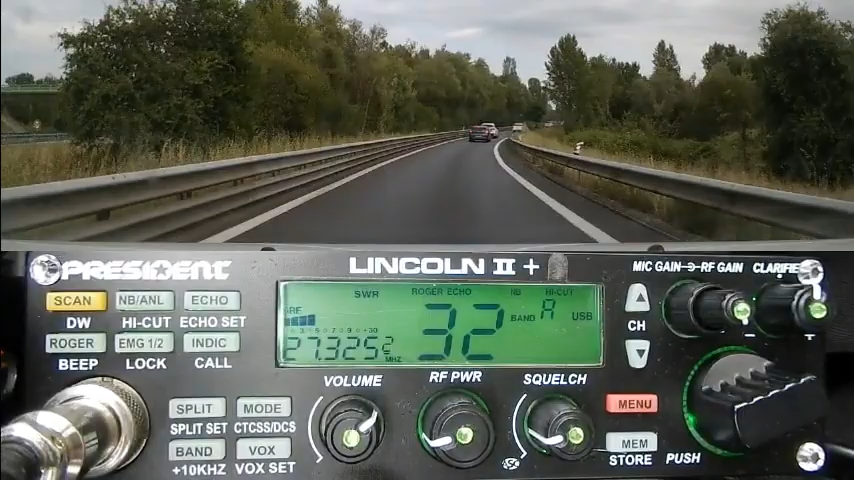 PRESIDENT
LINCOLN II +
MIC GAIN RF GAIN CLARIFIER
SCAN NB/ANL ECHO
DW HI-CUT ECHO SET
ROGER EMG 1/2 INDIC
BEEP LOCK CALL
SWR ROGER ECHO NB HI-CUT
32 BAND A USB
27.3252 MHZ
CH
VOLUME RF PWR SQUELCH
SPLIT MODE
SPLIT SET CTCSS/DCS
BAND VOX
+10KHZ VOX SET
MENU
MEM
STORE PUSH
ASC